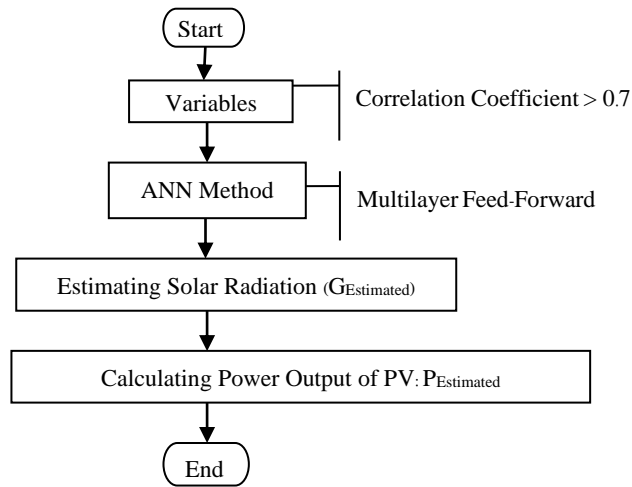 Start
Variables
Correlation Coefficient > 0.7
ANN Method
Multilayer Feed-Forward
Estimating Solar Radiation (GEstimated)
Calculating Power Output of PV: PEstimated
End